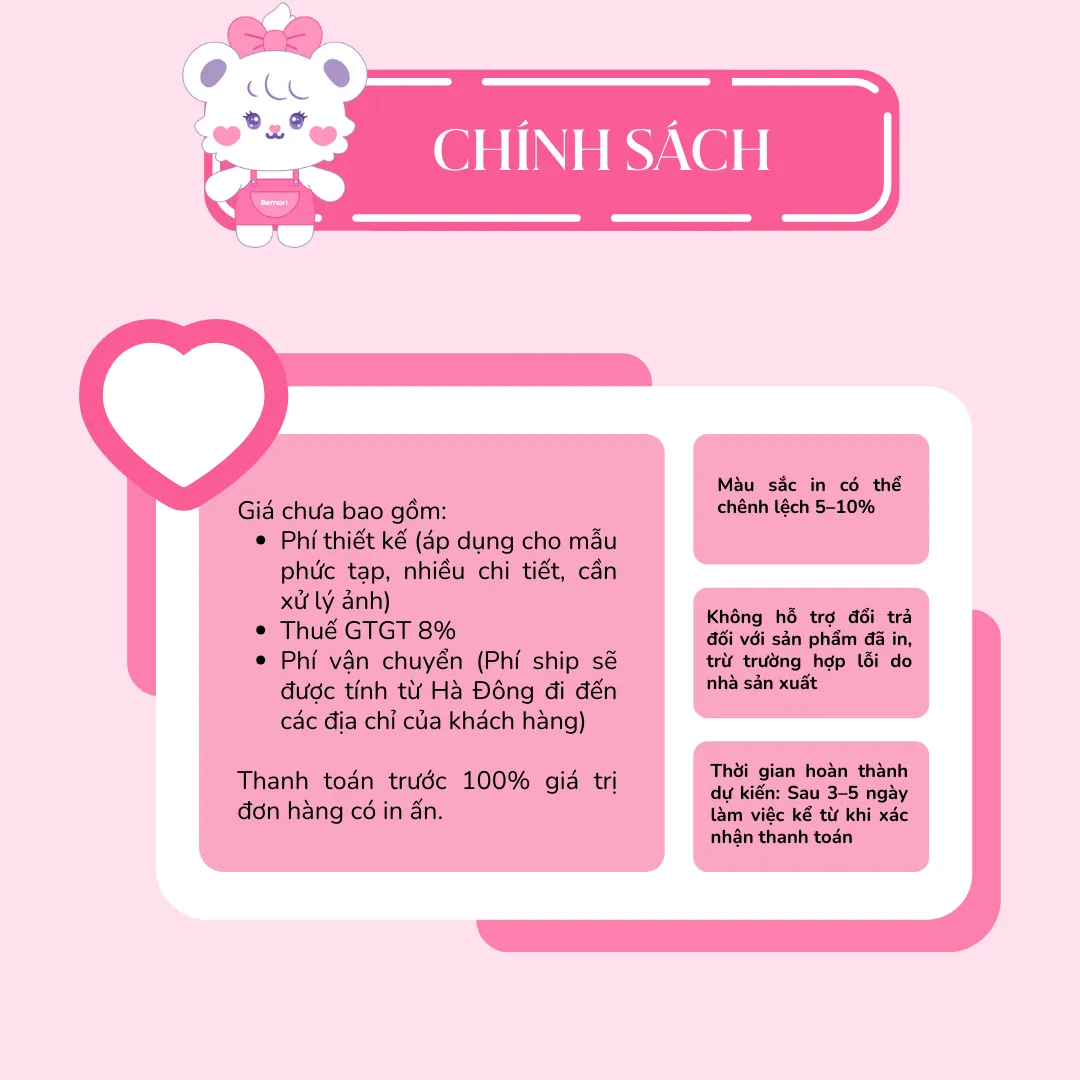 CHÍNH SÁCH
Bemori
Giá chưa bao gồm:
• Phí thiết kế (áp dụng cho mẫu
phức tạp, nhiều chi tiết, cần
xử lý ảnh)
• Thuế GTGT 8%
• Phí vận chuyển (Phí ship sẽ
được tính từ Hà Đông đi đến
các địa chỉ của khách hàng)
Thanh toán trước 100% giá trị
đơn hàng có in ấn.
Màu sắc in có thể
chênh lệch 5–10%
Không hỗ trợ đổi trả
đối với sản phẩm đã in,
trừ trường hợp lỗi do
nhà sản xuất
Thời gian hoàn thành
dự kiến: Sau 3–5 ngày
làm việc kể từ khi xác
nhận thanh toán